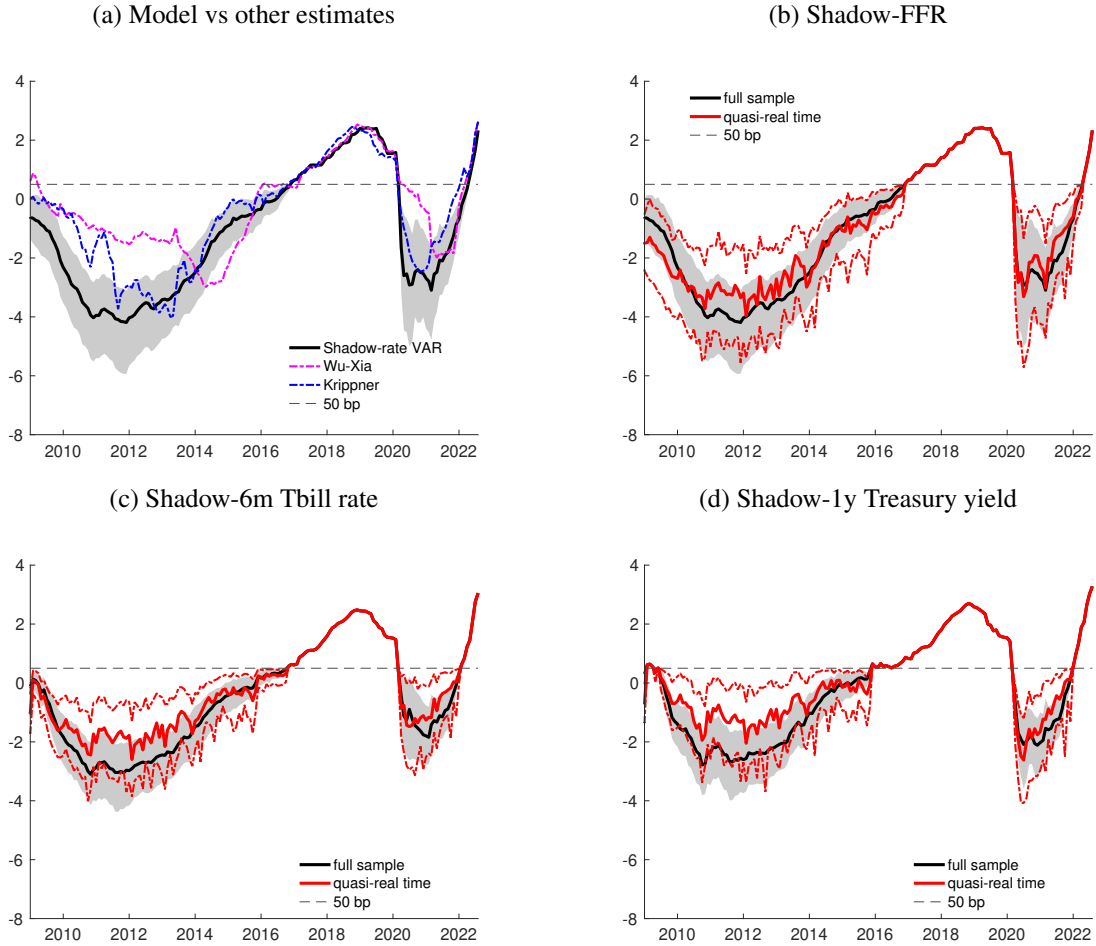 (a) Model vs other estimates
4
2
0
-2
-4
-6
-8
2010 2012 2014 2016 2018 2020 2022
Shadow-rate VAR
Wu-Xia
Krippner
50 bp
(b) Shadow-FFR
4
2
0
-2
-4
-6
-8
2010 2012 2014 2016 2018 2020 2022
full sample
quasi-real time
50 bp
(c) Shadow-6m Tbill rate
4
2
0
-2
-4
-6
-8
2010 2012 2014 2016 2018 2020 2022
full sample
quasi-real time
50 bp
(d) Shadow-1y Treasury yield
4
2
0
-2
-4
-6
-8
2010 2012 2014 2016 2018 2020 2022
full sample
quasi-real time
50 bp